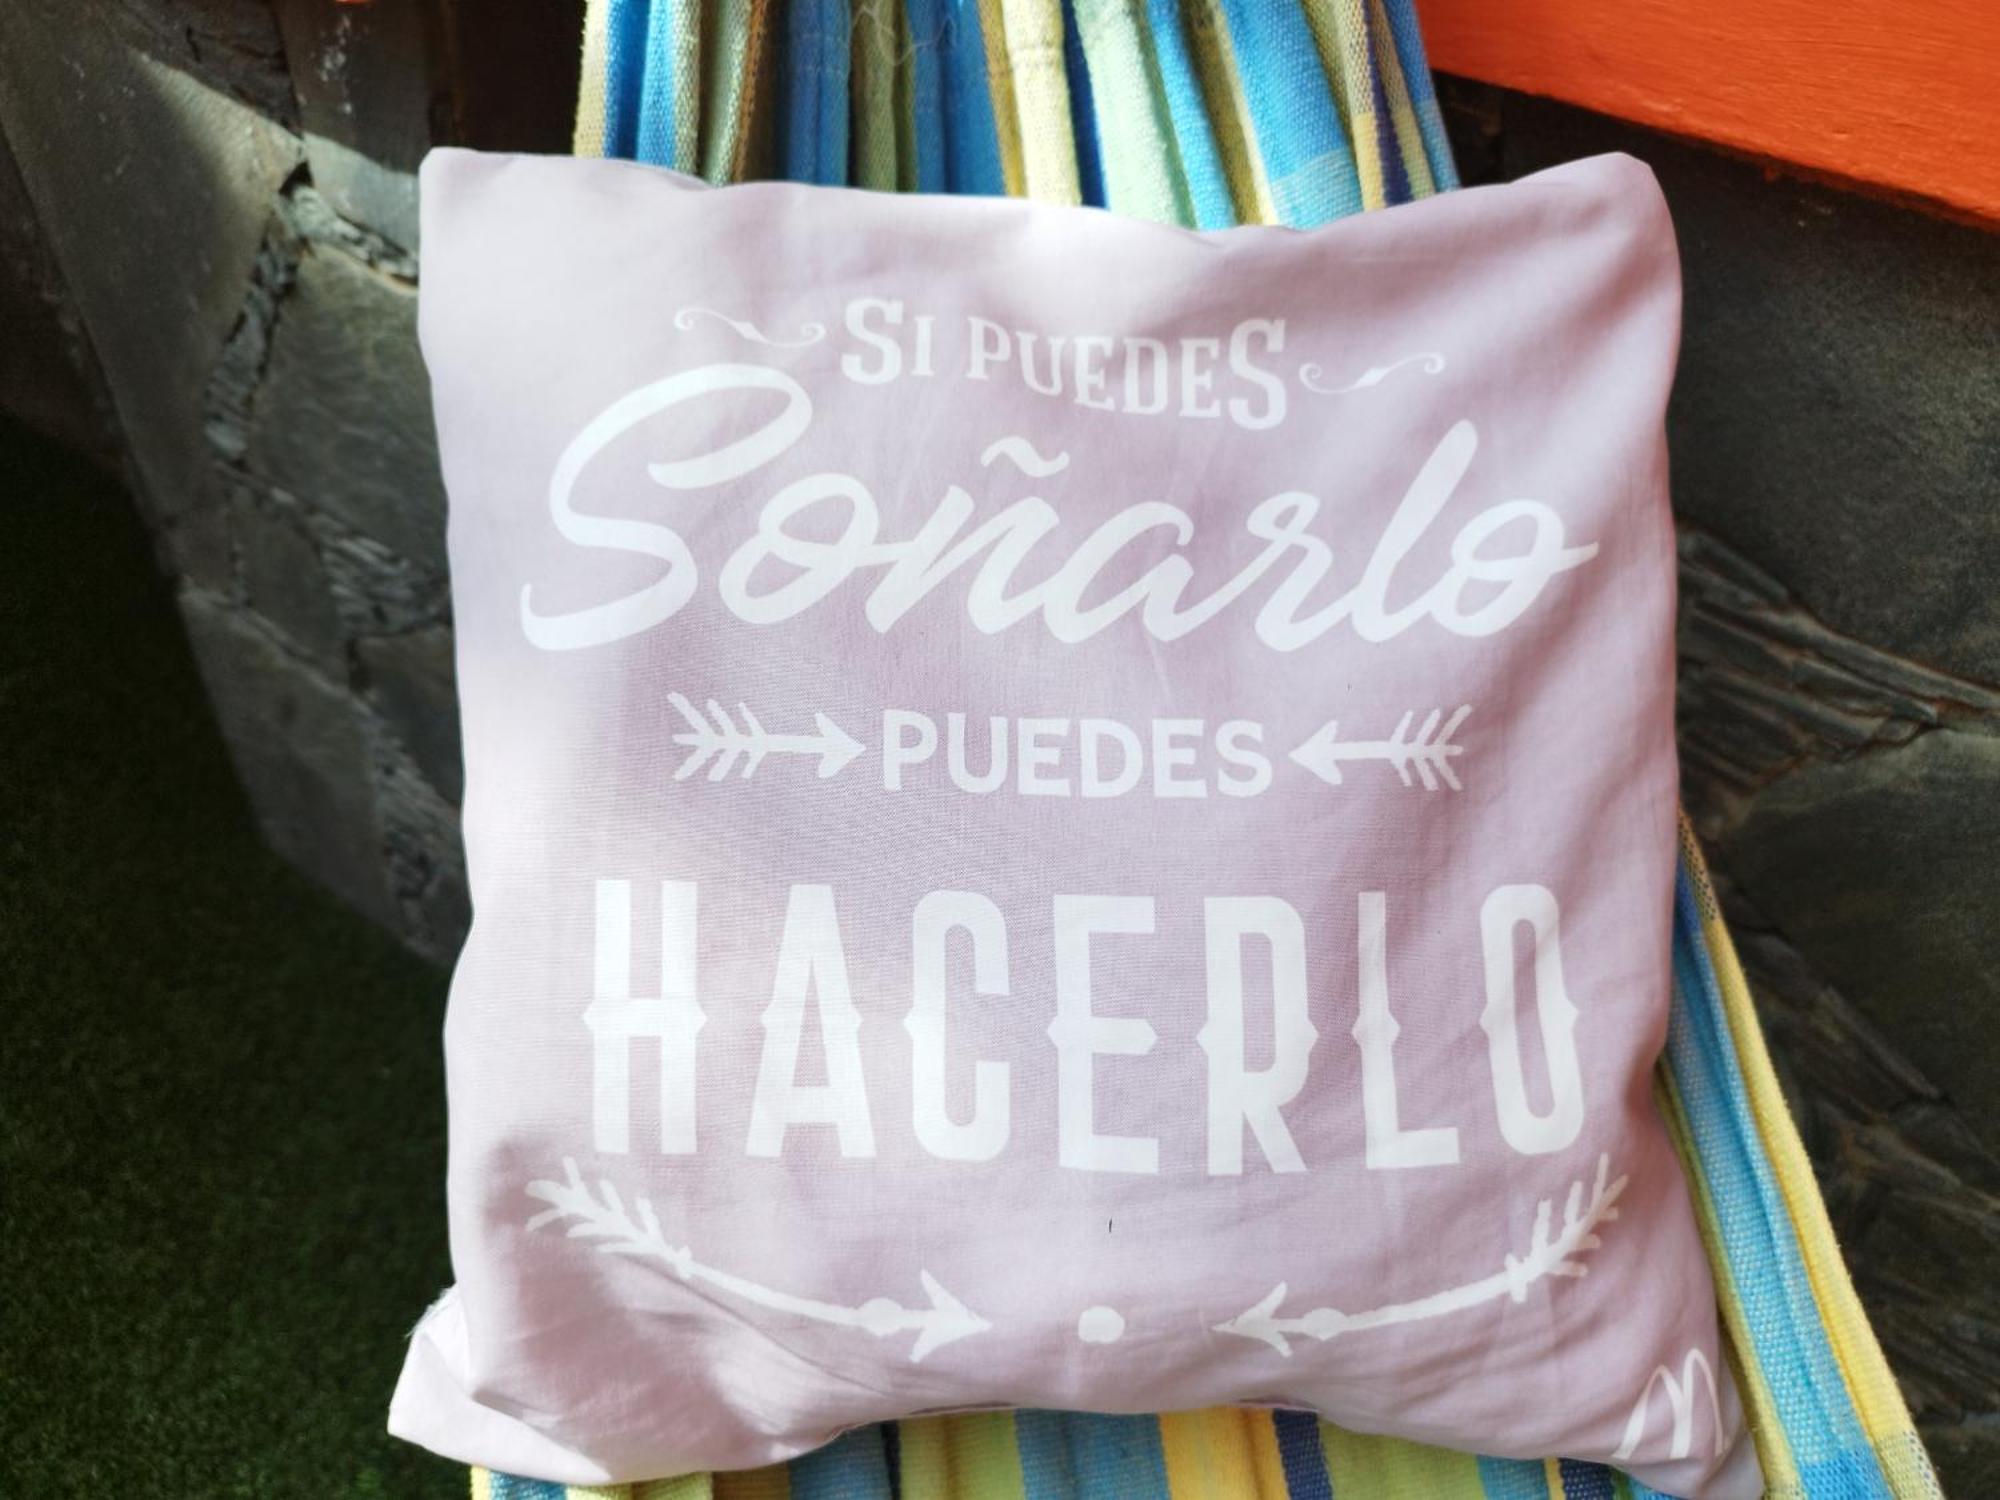 SI PUEDES
Soñarlo
PUEDES
HACERLO